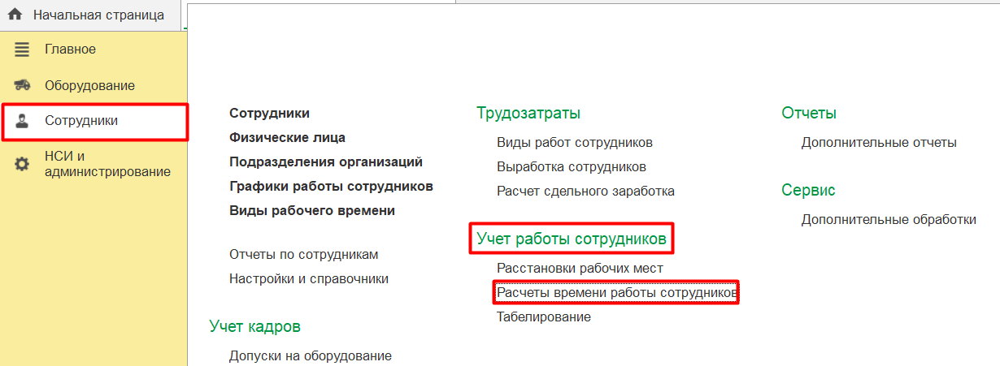 Начальная страница
Главное
Оборудование
Сотрудники
НСИ и
администрирование
Сотрудники
Физические лица
Подразделения организаций
Графики работы сотрудников
Виды рабочего времени
Отчеты по сотрудникам
Настройки и справочники
Учет кадров
Допуски на оборудование
Трудозатраты
Виды работ сотрудников
Выработка сотрудников
Расчет сдельного заработка
Учет работы сотрудников
Расстановки рабочих мест
Расчеты времени работы сотрудников
Табелирование
Отчеты
Дополнительные отчеты
Сервис
Дополнительные обработки